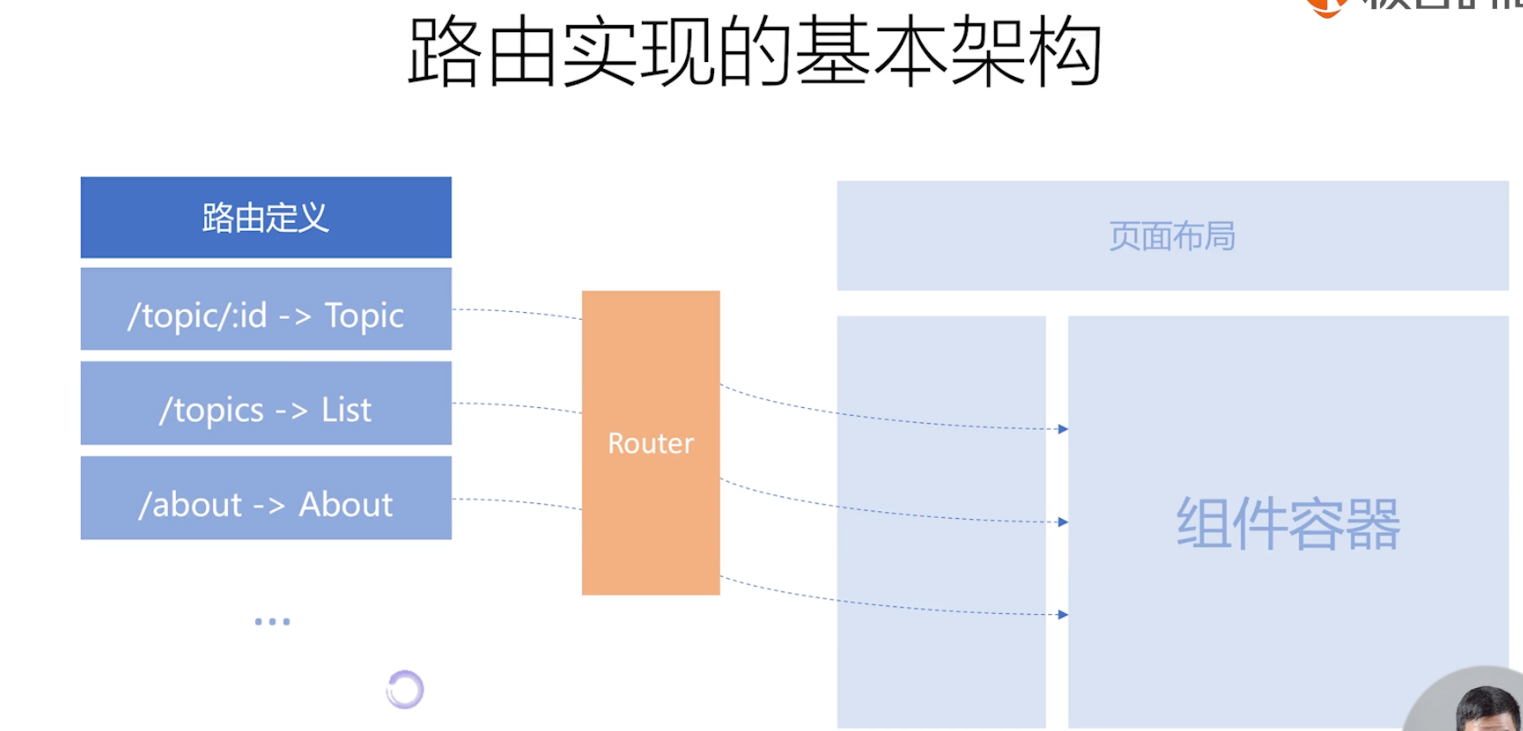 路由实现的基本架构
路由定义
/topic/:id -> Topic
/topics -> List
/about -> About
...
Router
页面布局
组件容器